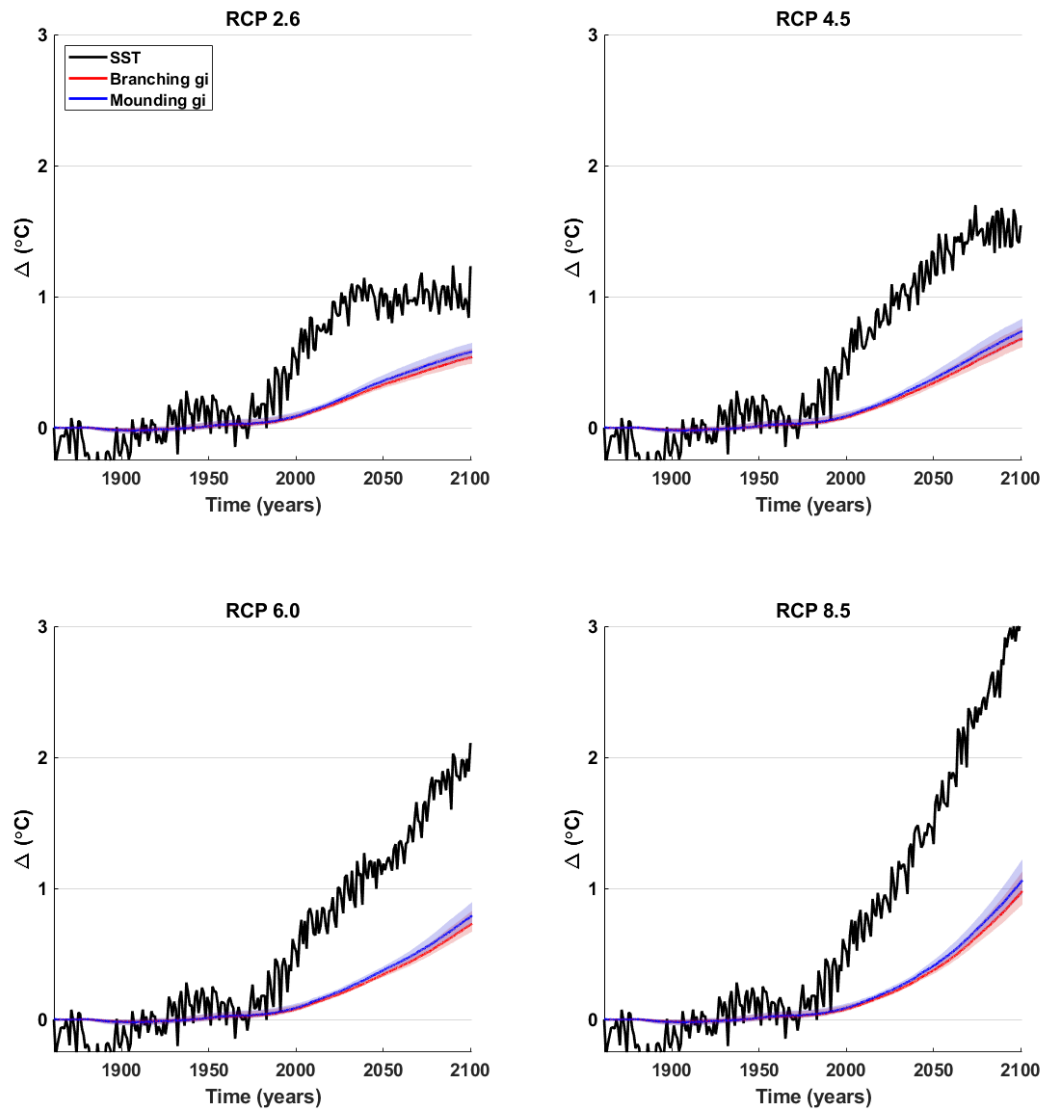 RCP 2.6
3
2
1
0
Δ (°C)
SST
Branching gi
Mounding gi
1900 1950 2000 2050 2100
Time (years)
RCP 4.5
3
2
1
0
Δ (°C)
1900 1950 2000 2050 2100
Time (years)
RCP 6.0
3
2
1
0
Δ (°C)
1900 1950 2000 2050 2100
Time (years)
RCP 8.5
3
2
1
0
Δ (°C)
1900 1950 2000 2050 2100
Time (years)